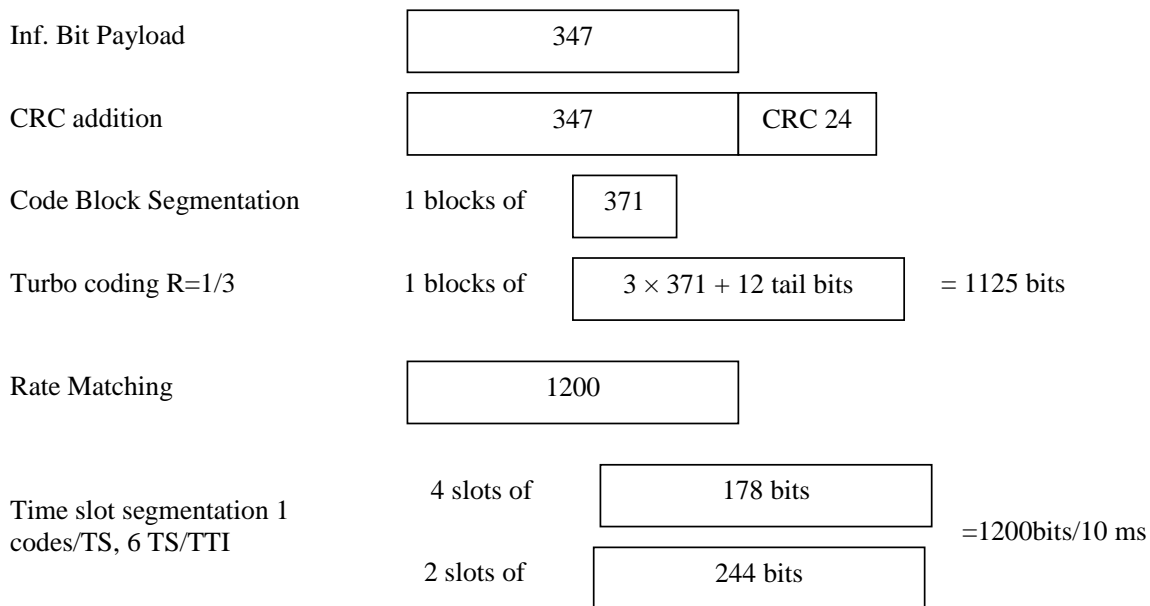 Inf. Bit Payload 347
CRC addition 347 CRC 24
Code Block Segmentation 1 blocks of 371
Turbo coding R=1/3 1 blocks of 3 × 371 + 12 tail bits = 1125 bits
Rate Matching 1200
4 slots of 178 bits
Time slot segmentation 1
codes/TS, 6 TS/TTI
=1200bits/10 ms
2 slots of 244 bits